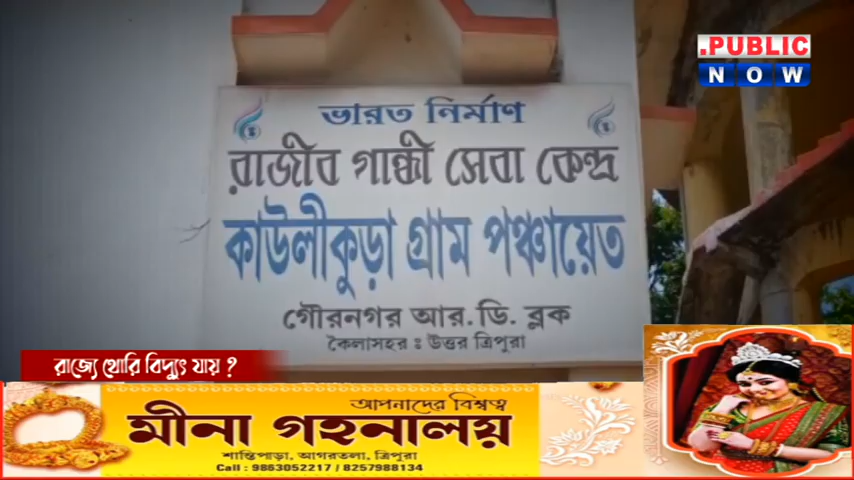 .PUBLIC
NOW
ভারত নির্মাণ
রাজীব গান্ধী সেবা কেন্দ্র
কাউলীকুড়া গ্রাম পঞ্চায়েত
গৌরনগর আর.ডি. ব্লক
কৈলাসহর : উত্তর ত্রিপুরা
রাজ্যে থোরি বিদ্যুৎ যায় ?
আপনাদের বিশ্বস্ত
মীনা গহনালয়
শান্তিপাড়া, আগরতলা, ত্রিপুরা
Call : 9863052217 / 8257988134